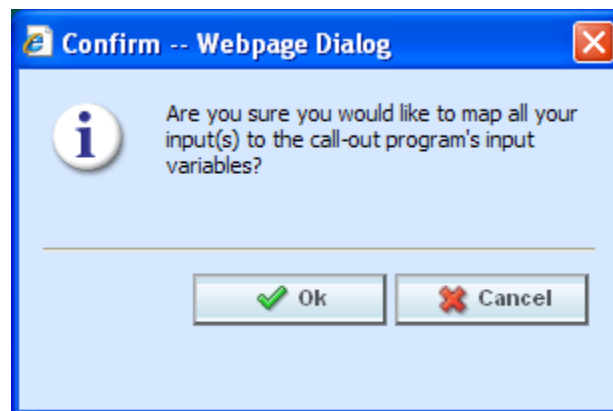 Confirm -- Webpage Dialog
Are you sure you would like to map all your
input(s) to the call-out program's input
variables?
Ok
Cancel